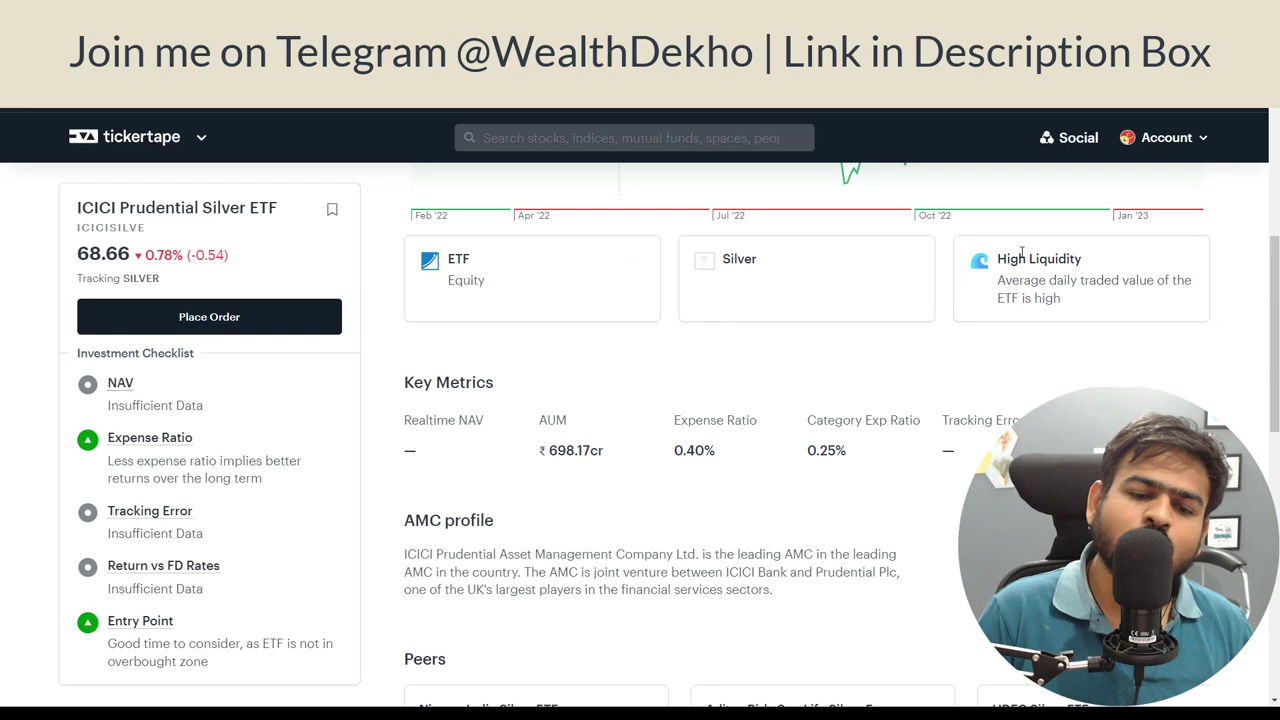 Join me on Telegram @WealthDekho | Link in Description Box
tickertape
Search stocks, indices, mutual funds, spaces, peop
Social
Account
ICICI Prudential Silver ETF
ICICISILVE
68.66 0.78% (-0.54)
Tracking SILVER
Place Order
Investment Checklist
NAV
Insufficient Data
Expense Ratio
Less expense ratio implies better
returns over the long term
Tracking Error
Insufficient Data
Return vs FD Rates
Insufficient Data
Entry Point
Good time to consider, as ETF is not in
overbought zone
Feb '22 Apr '22 Jul '22 Oct '22 Jan '23
ETF
Equity
Silver
High Liquidity
Average daily traded value of the
ETF is high
Key Metrics
Realtime NAV AUM Expense Ratio Category Exp Ratio Tracking Erro
— ₹ 698.17cr 0.40% 0.25% —
AMC profile
ICICI Prudential Asset Management Company Ltd. is the leading AMC in the leading
AMC in the country. The AMC is joint venture between ICICI Bank and Prudential Plc,
one of the UK's largest players in the financial services sectors.
Peers